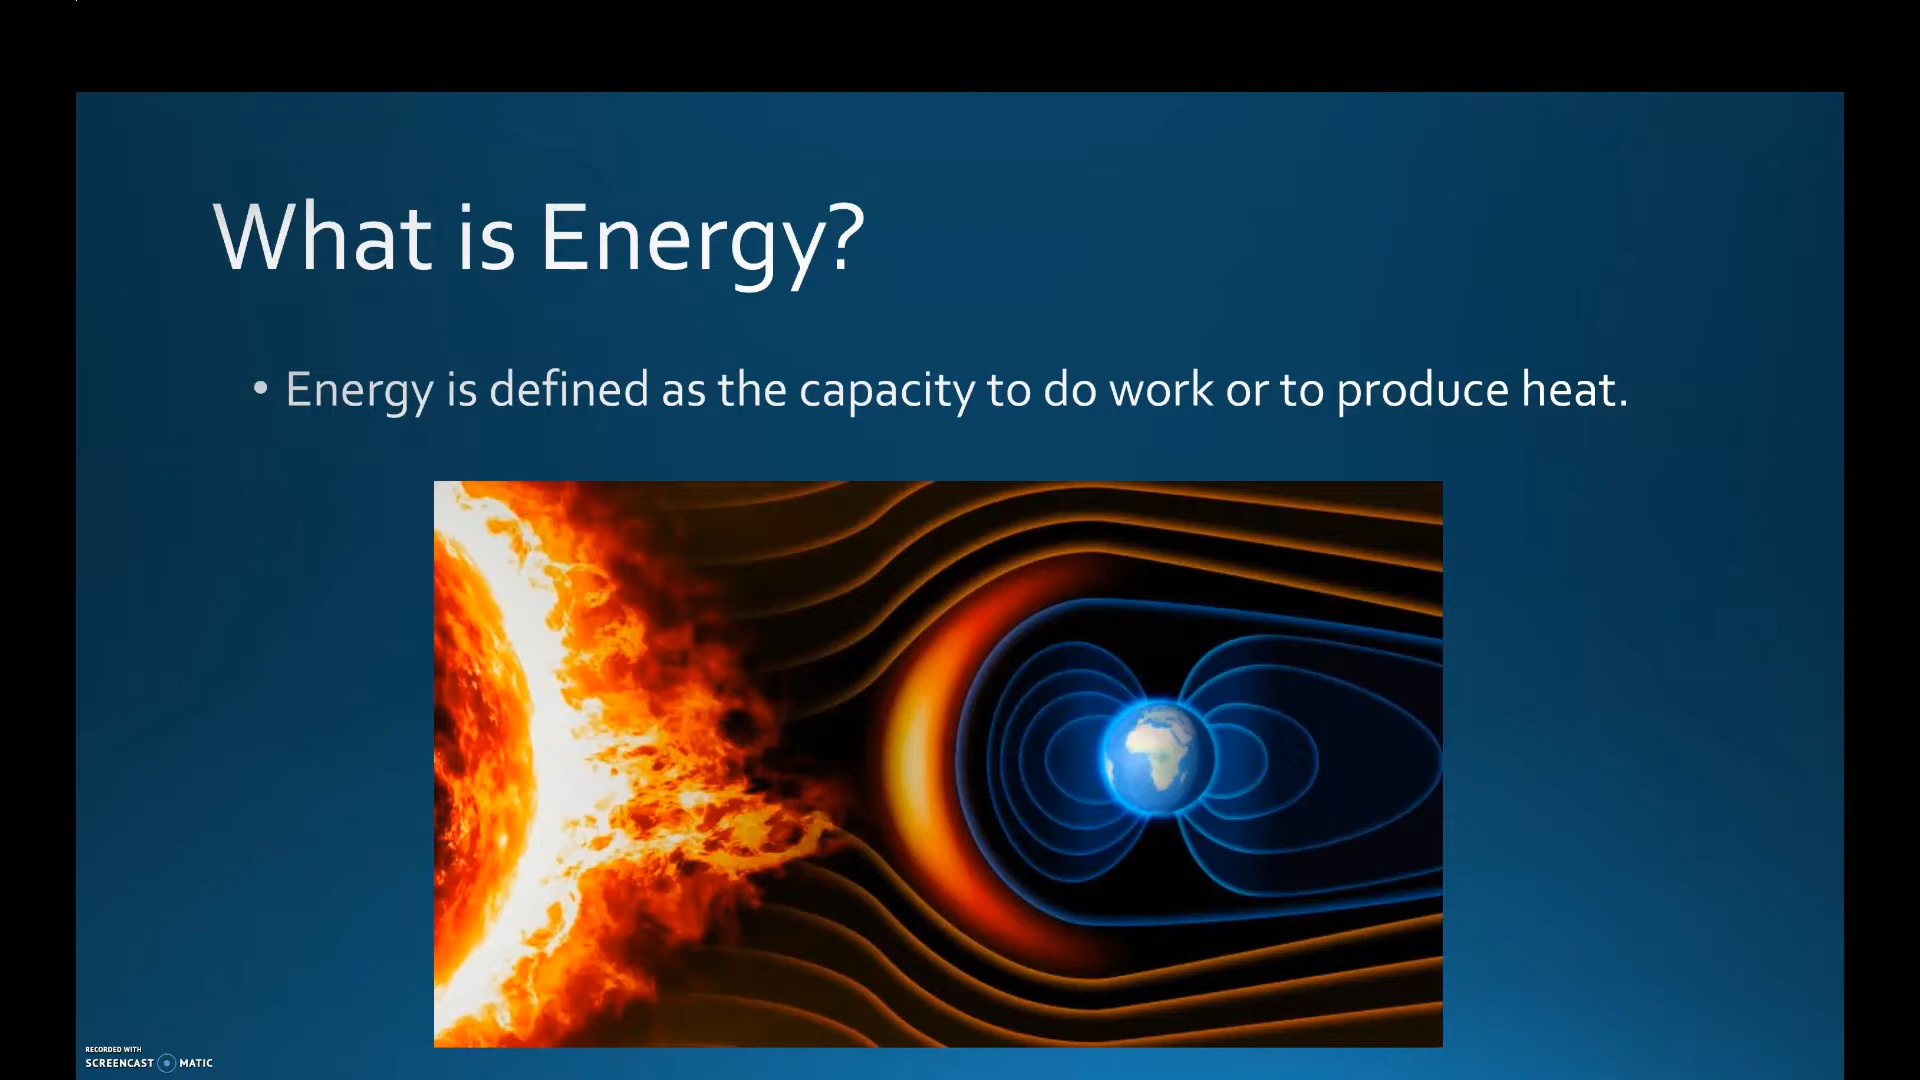 What is Energy?
• Energy is defined as the capacity to do work or to produce heat.
RECORDED WITH
SCREENCAST MATIC